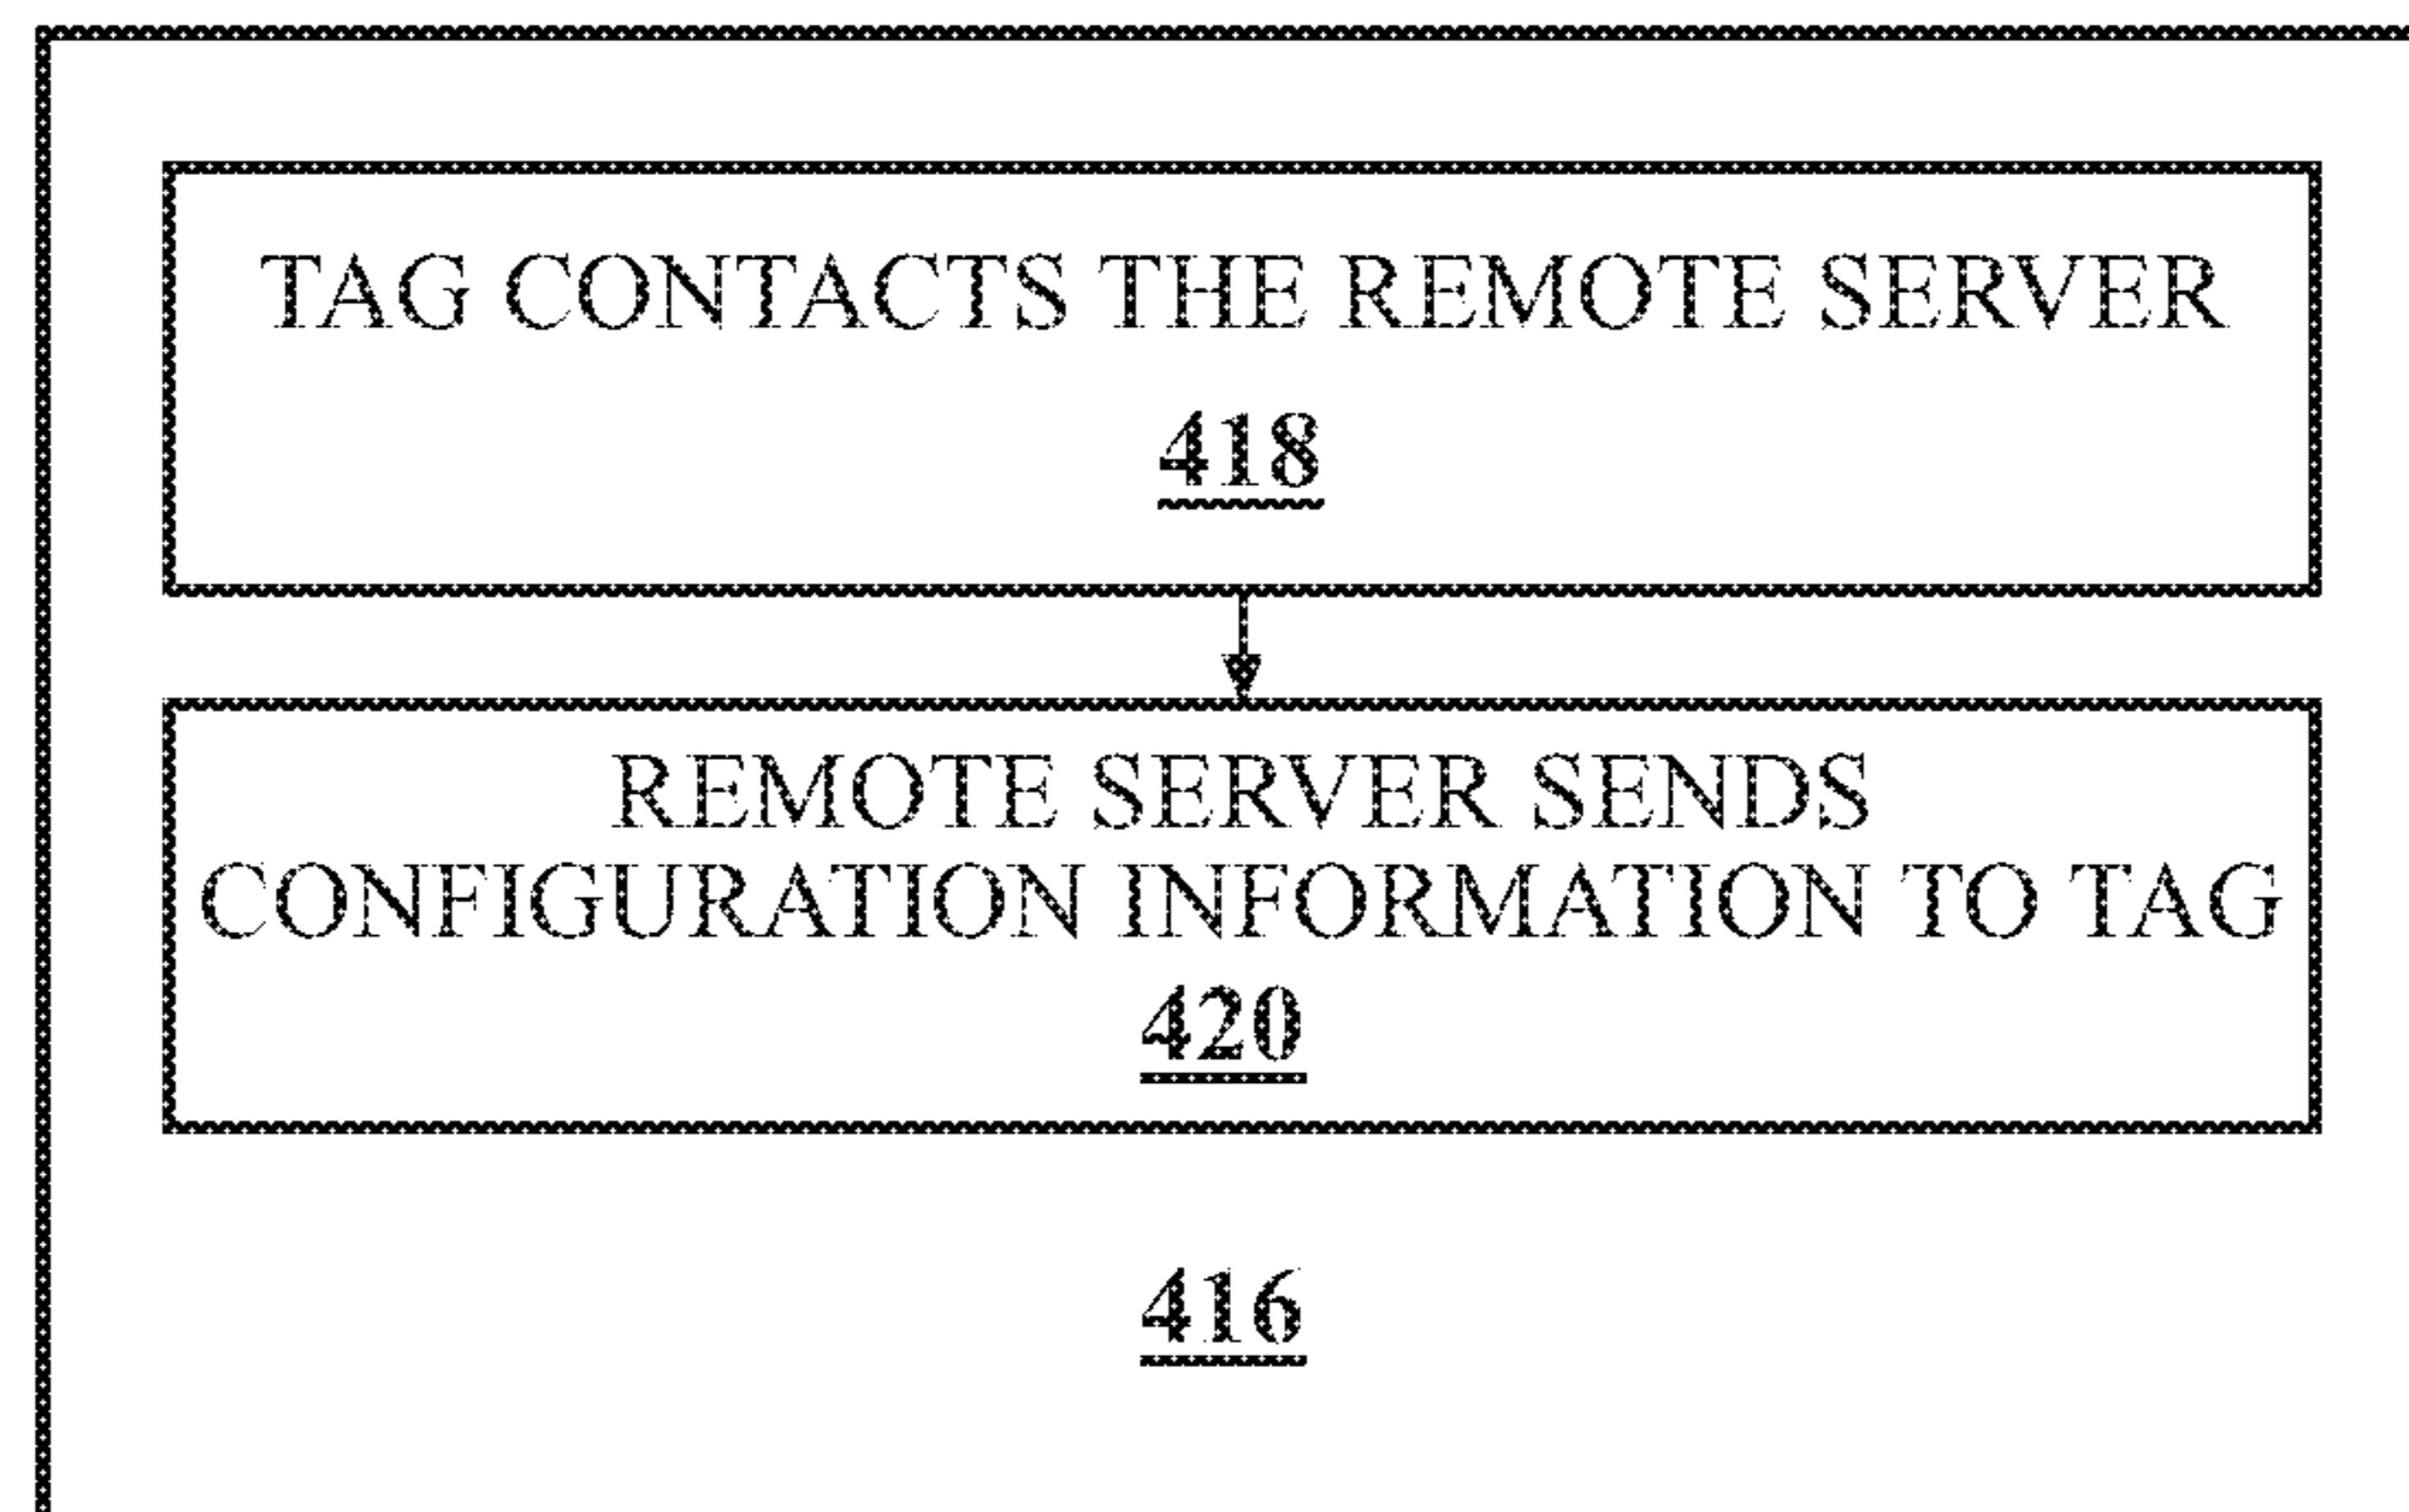 TAG CONTACTS THE REMOTE SERVER
418
REMOTE SERVER SENDS
CONFIGURATION INFORMATION TO TAG
420
416